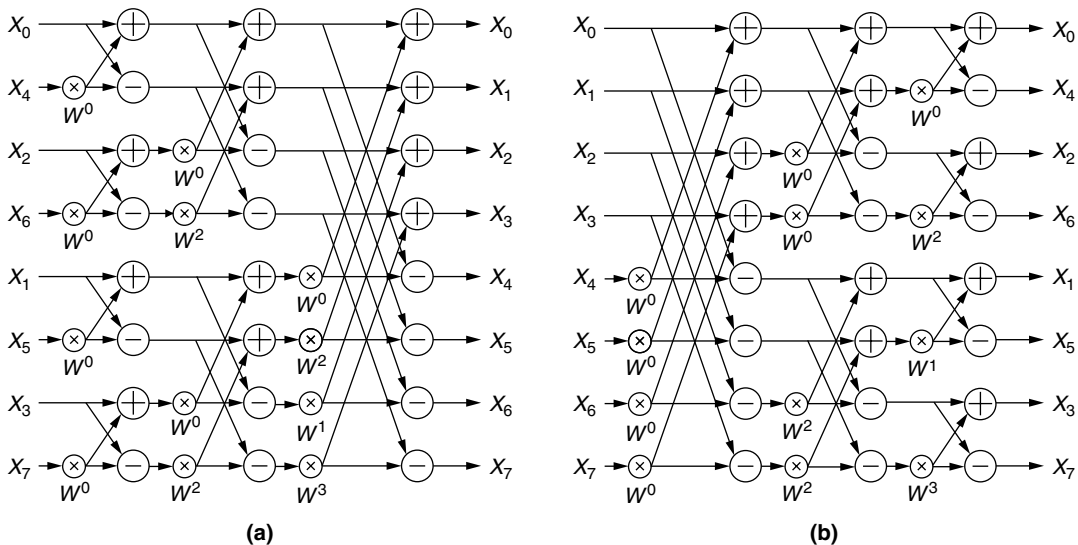 X0 X0 X0 X0
X4 X1 X1 X4
W0 W0
X2 X2 X2 X2
W0 W0
X6 X3 X3 X6
W0 W2 W0 W2
X1 X4 X4 X1
W0 W0
X5 X5 X5 X5
W0 W2 W0 W1
X3 X6 X6 X3
W0 W1 W0 W2
X7 X7 X7 X7
W0 W2 W3 W0 W2 W3
(a) (b)